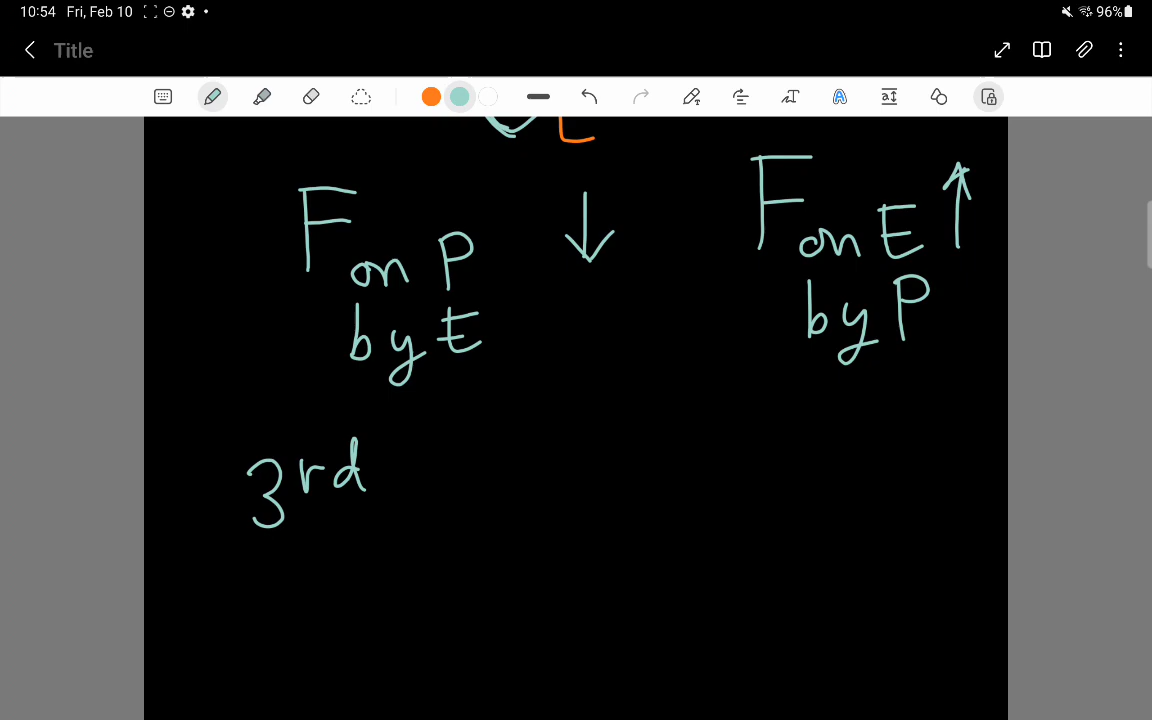 10:54 Fri, Feb 10 96%
Title
F on P by E ↓
F on E by P ↑
3rd